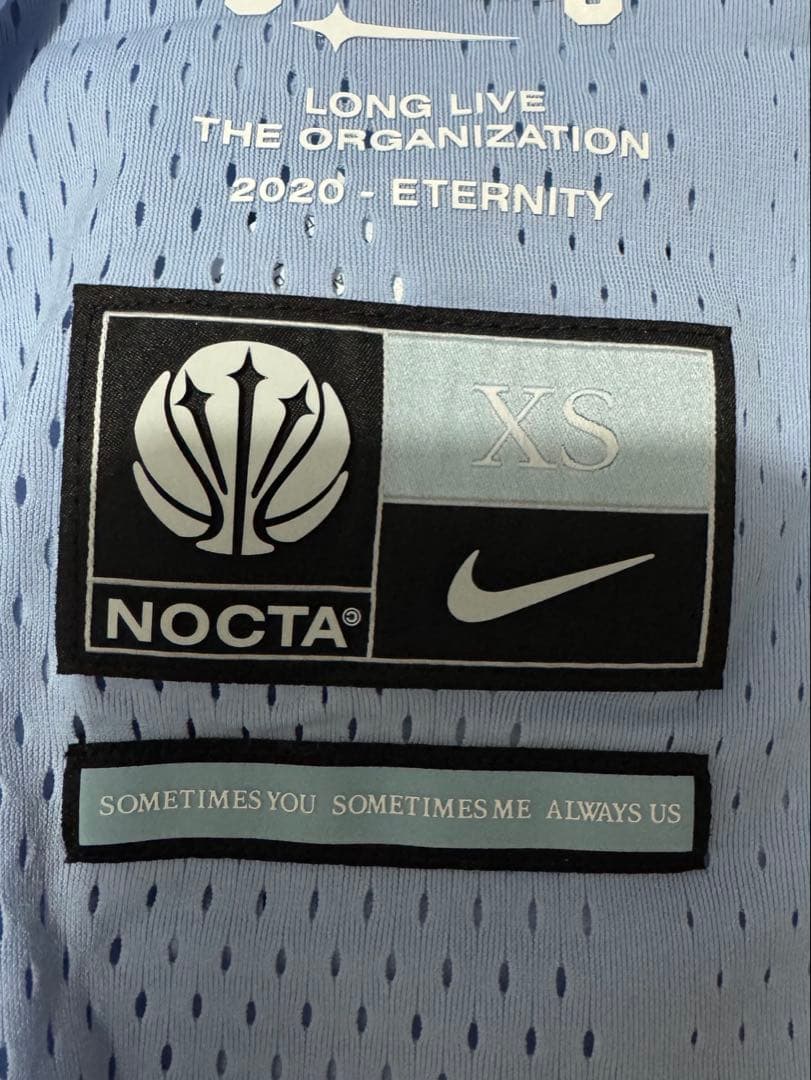 LONG LIVE
THE ORGANIZATION
2020 - ETERNITY
XS
NOCTA©
SOMETIMES YOU SOMETIMES ME ALWAYS US